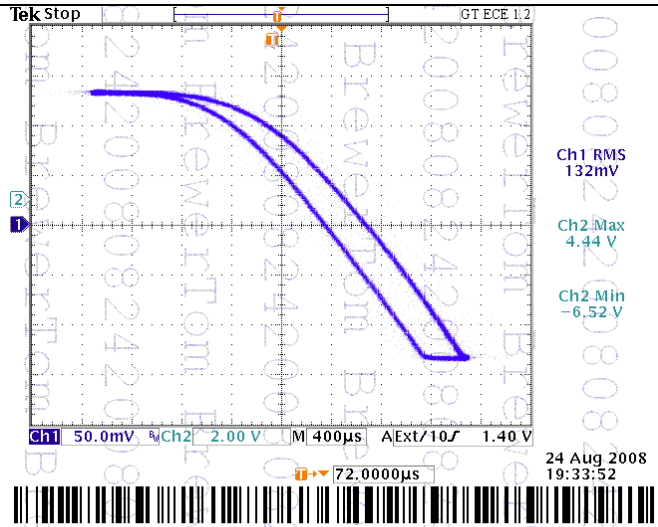 Tek Stop
T
GT ECE 1.2
T
2
1
Ch1 RMS
132mV
Ch2 Max
4.44 V
Ch2 Min
−6.52 V
Ch1 50.0mV BW Ch2 2.00 V M 400µs A Ext/10 1.40 V
T 72.0000µs
24 Aug 2008
19:33:52